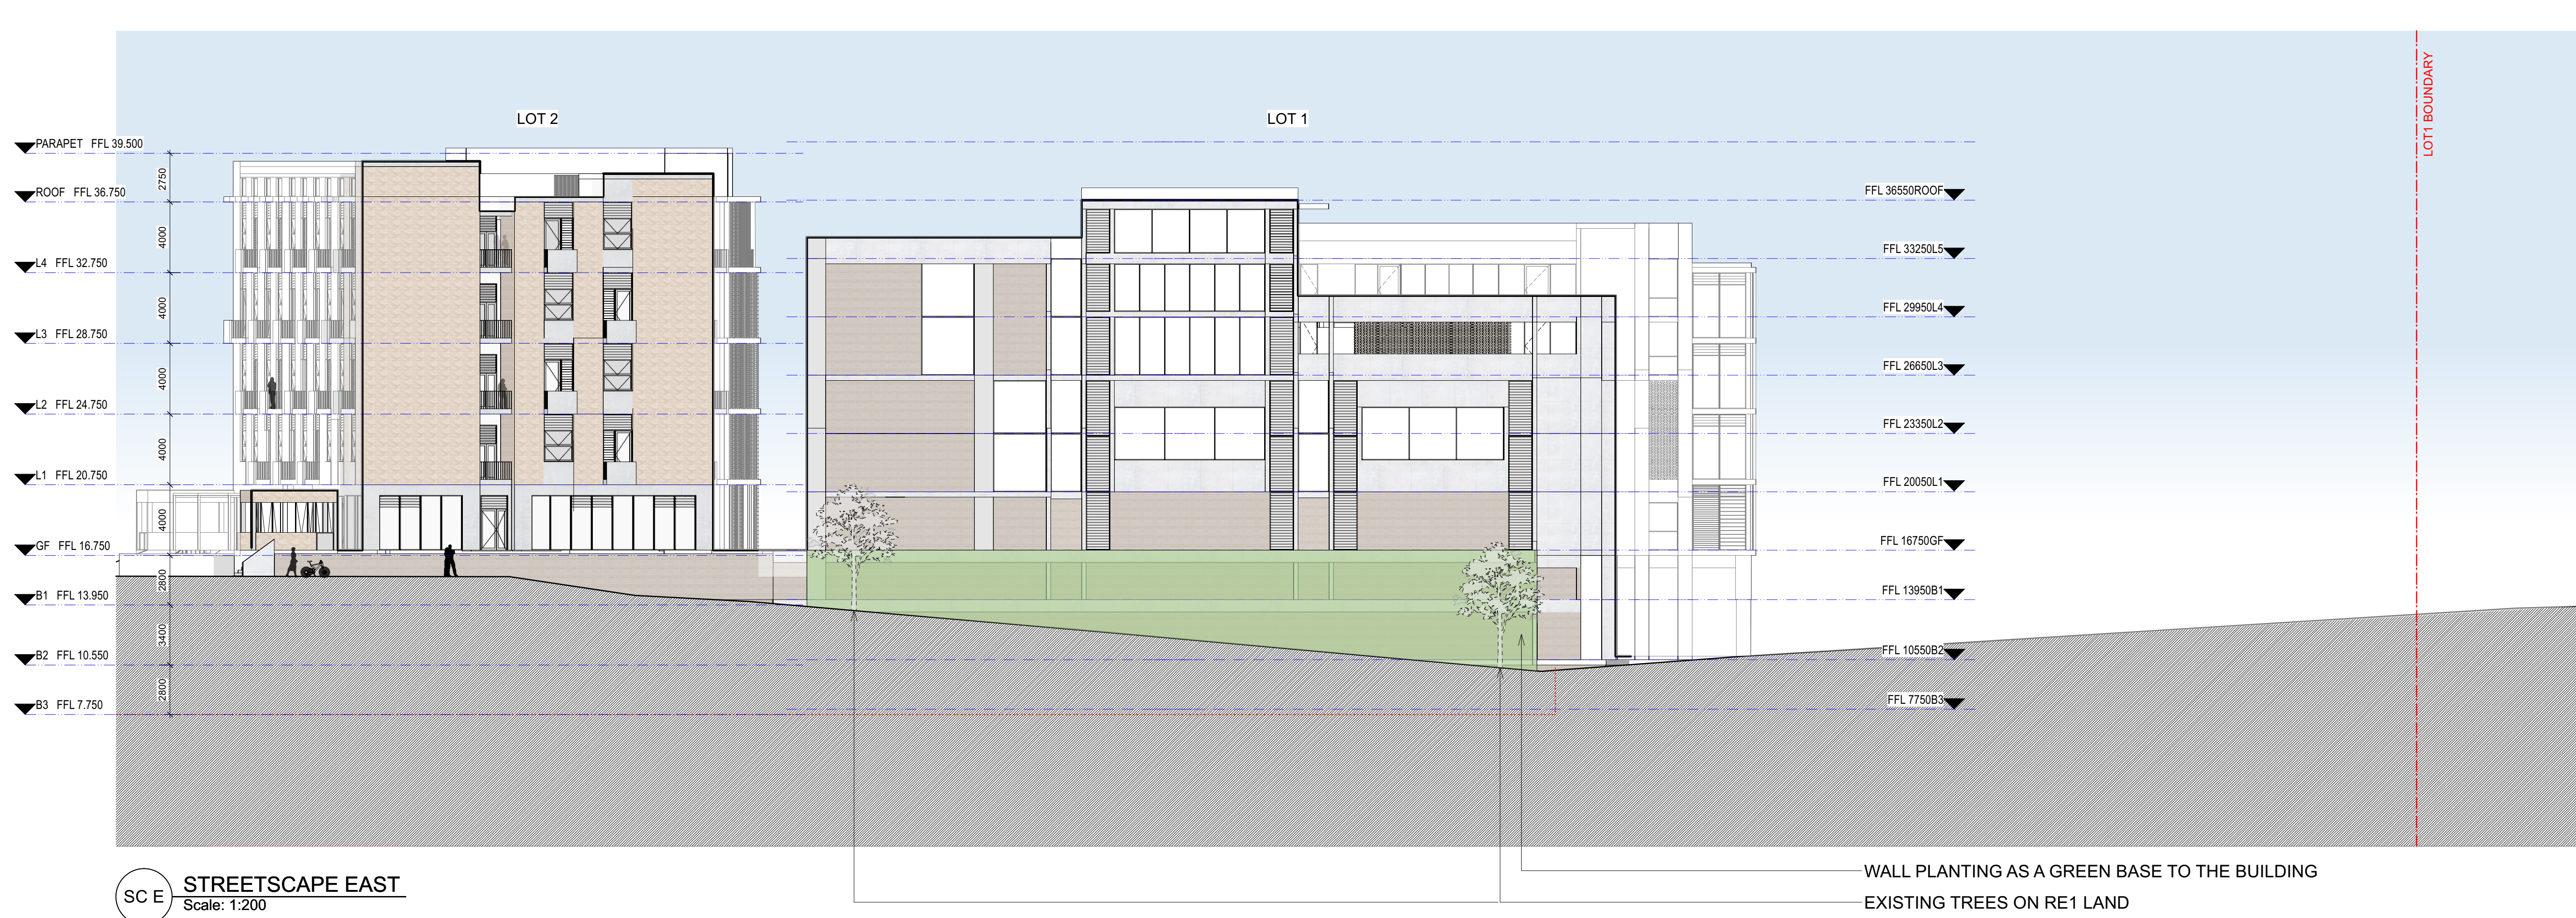 LOT 2
LOT 1
LOT1 BOUNDARY
PARAPET FFL 39.500
2750
ROOF FFL 36.750
4000
L4 FFL 32.750
4000
L3 FFL 28.750
4000
L2 FFL 24.750
4000
L1 FFL 20.750
4000
GF FFL 16.750
2800
B1 FFL 13.950
3400
B2 FFL 10.550
2800
B3 FFL 7.750
FFL 36550ROOF
FFL 33250L5
FFL 29950L4
FFL 26650L3
FFL 23350L2
FFL 20050L1
FFL 16750GF
FFL 13950B1
FFL 10550B2
FFL 7750B3
WALL PLANTING AS A GREEN BASE TO THE BUILDING
EXISTING TREES ON RE1 LAND
SC E
STREETSCAPE EAST
Scale: 1:200